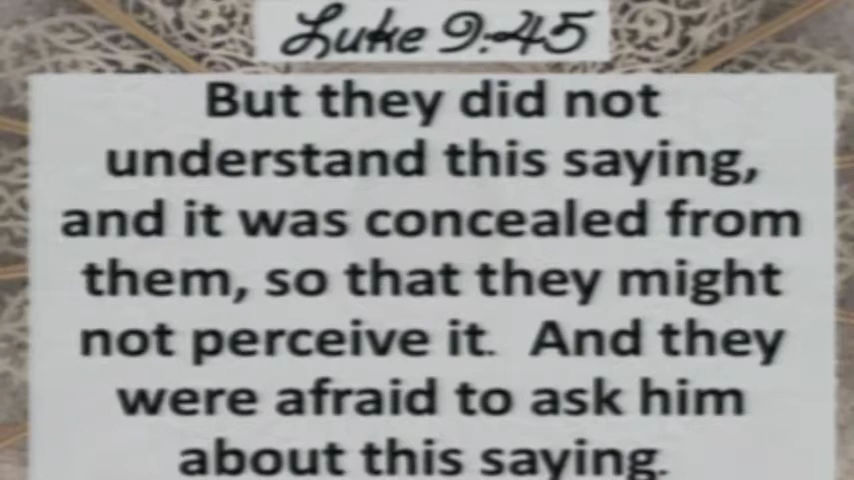 Luke 9:45
But they did not
understand this saying,
and it was concealed from
them, so that they might
not perceive it. And they
were afraid to ask him
about this saying.